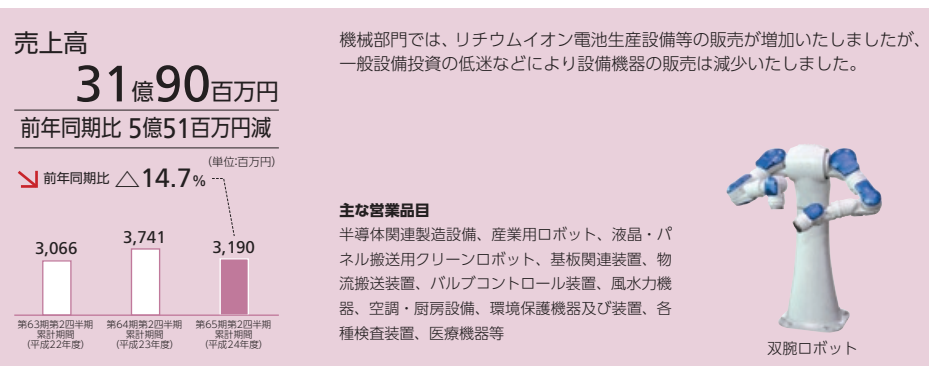 売上高
31億90百万円
前年同期比 5億51百万円減
(単位:百万円)
前年同期比 △14.7%
3,066
3,741
3,190
第63期第2四半期
累計期間
(平成22年度)
第64期第2四半期
累計期間
(平成23年度)
第65期第2四半期
累計期間
(平成24年度)
機械部門では、リチウムイオン電池生産設備等の販売が増加いたしましたが、
一般設備投資の低迷などにより設備機器の販売は減少いたしました。
主な営業品目
半導体関連製造設備、産業用ロボット、液晶・パ
ネル搬送用クリーンロボット、基板関連装置、物
流搬送装置、バルブコントロール装置、風水力機
器、空調・厨房設備、環境保護機器及び装置、各
種検査装置、医療機器等
双腕ロボット